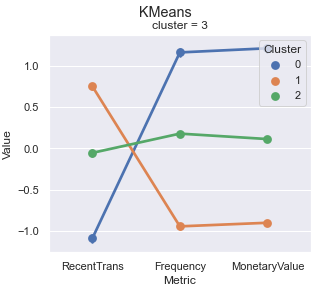 KMeans
cluster = 3
Cluster
0
1
2
1.0
0.5
0.0
−0.5
−1.0
Value
RecentTrans Frequency MonetaryValue
Metric